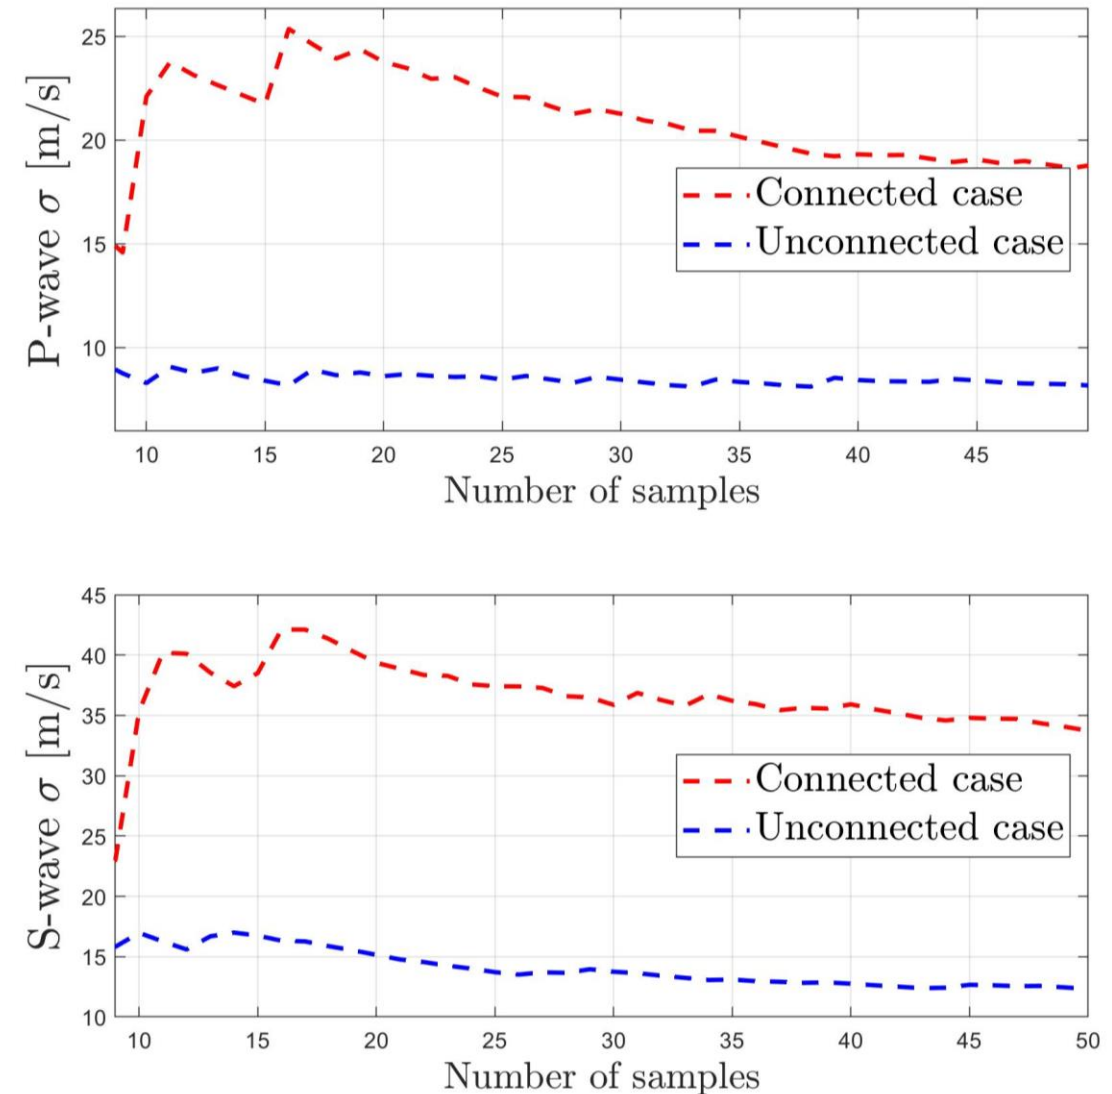 P-wave σ [m/s]
25
20
15
10
Connected case
Unconnected case
10 15 20 25 30 35 40 45
Number of samples
S-wave σ [m/s]
45
40
35
30
25
20
15
10
Connected case
Unconnected case
10 15 20 25 30 35 40 45 50
Number of samples